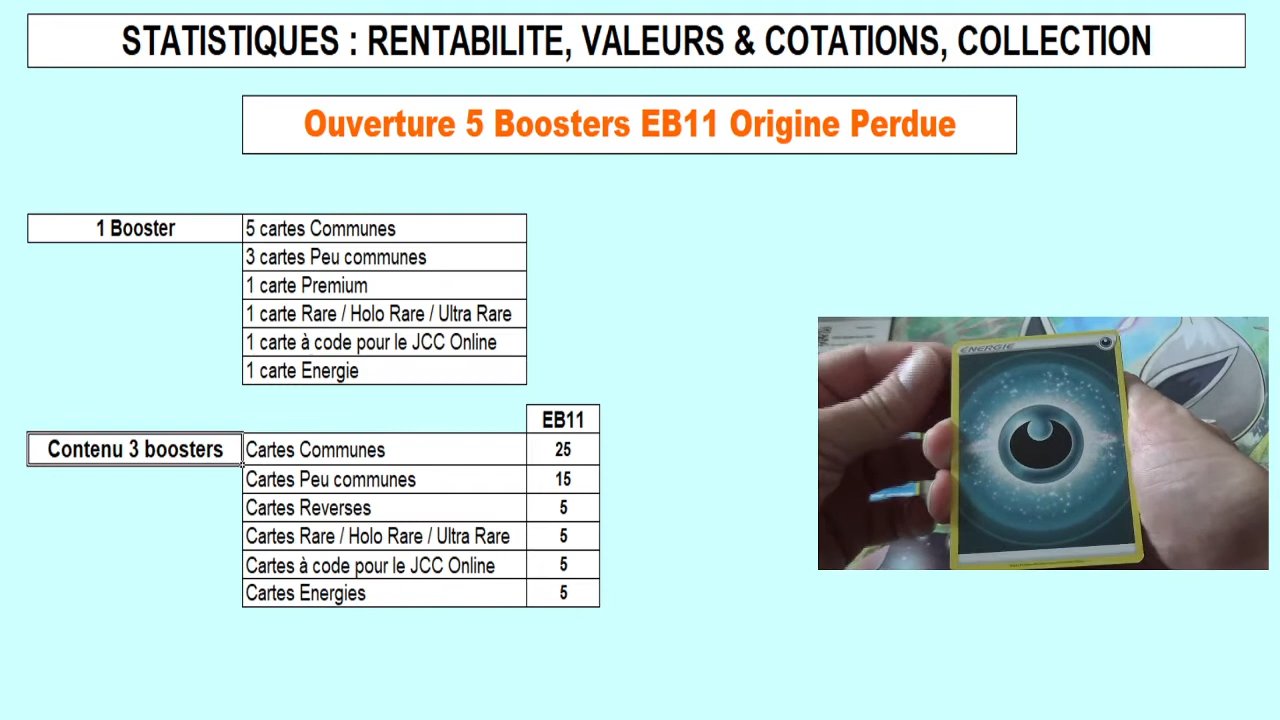 STATISTIQUES : RENTABILITE, VALEURS & COTATIONS, COLLECTION
Ouverture 5 Boosters EB11 Origine Perdue
1 Booster
5 cartes Communes
3 cartes Peu communes
1 carte Premium
1 carte Rare / Holo Rare / Ultra Rare
1 carte à code pour le JCC Online
1 carte Energie
EB11
Contenu 3 boosters
Cartes Communes 25
Cartes Peu communes 15
Cartes Reverses 5
Cartes Rare / Holo Rare / Ultra Rare 5
Cartes à code pour le JCC Online 5
Cartes Energies 5
ENERGIE